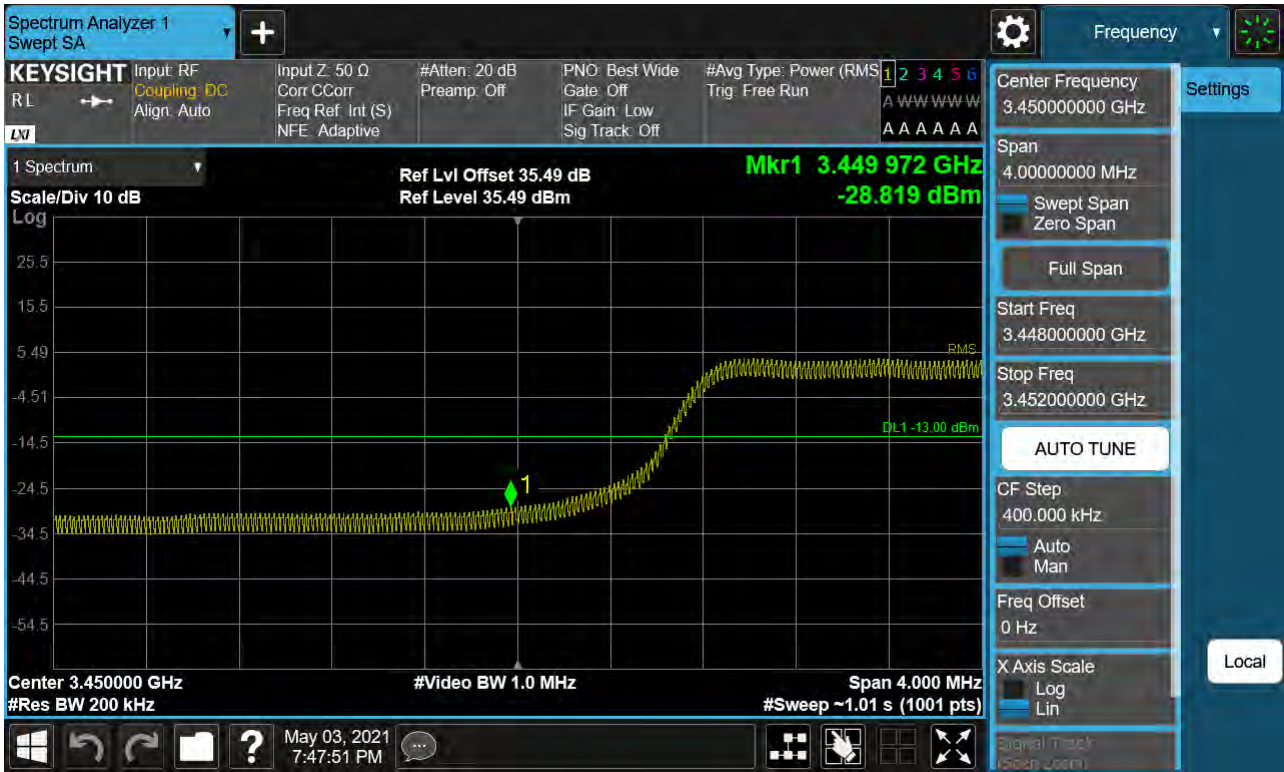 Spectrum Analyzer 1
Swept SA
Frequency
KEYSIGHT
RL
LXI
Input: RF
Coupling: DC
Align: Auto
Input Z: 50 Ω
Corr CCorr
Freq Ref: Int (S)
NFE: Adaptive
#Atten: 20 dB
Preamp: Off
PNO: Best Wide
Gate: Off
IF Gain: Low
Sig Track: Off
#Avg Type: Power (RMS
Trig: Free Run
1 2 3 4 5 6
A W W W W W
A A A A A A
1 Spectrum
Scale/Div 10 dB
Log
Ref Lvl Offset 35.49 dB
Ref Level 35.49 dBm
Mkr1 3.449 972 GHz
-28.819 dBm
25.5
15.5
5.49
-4.51
-14.5
-24.5
-34.5
-44.5
-54.5
RMS
DL1 -13.00 dBm
1
Center 3.450000 GHz
#Res BW 200 kHz
#Video BW 1.0 MHz
Span 4.000 MHz
#Sweep ~1.01 s (1001 pts)
Center Frequency
3.450000000 GHz
Span
4.00000000 MHz
Swept Span
Zero Span
Full Span
Start Freq
3.448000000 GHz
Stop Freq
3.452000000 GHz
AUTO TUNE
CF Step
400.000 kHz
Auto
Man
Freq Offset
0 Hz
X Axis Scale
Log
Lin
Signal Track
(Span Zoom)
Settings
Local
?
May 03, 2021
7:47:51 PM